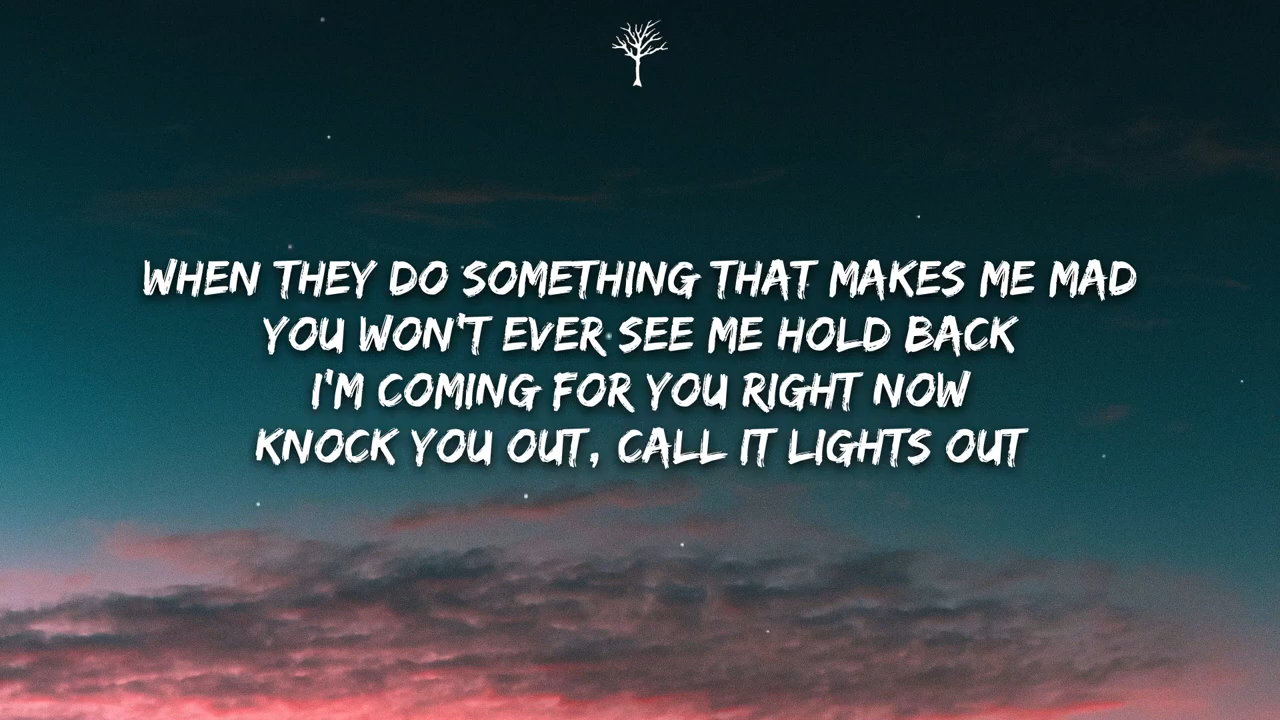 WHEN THEY DO SOMETHING THAT MAKES ME MAD
YOU WON'T EVER SEE ME HOLD BACK
I'M COMING FOR YOU RIGHT NOW
KNOCK YOU OUT, CALL IT LIGHTS OUT